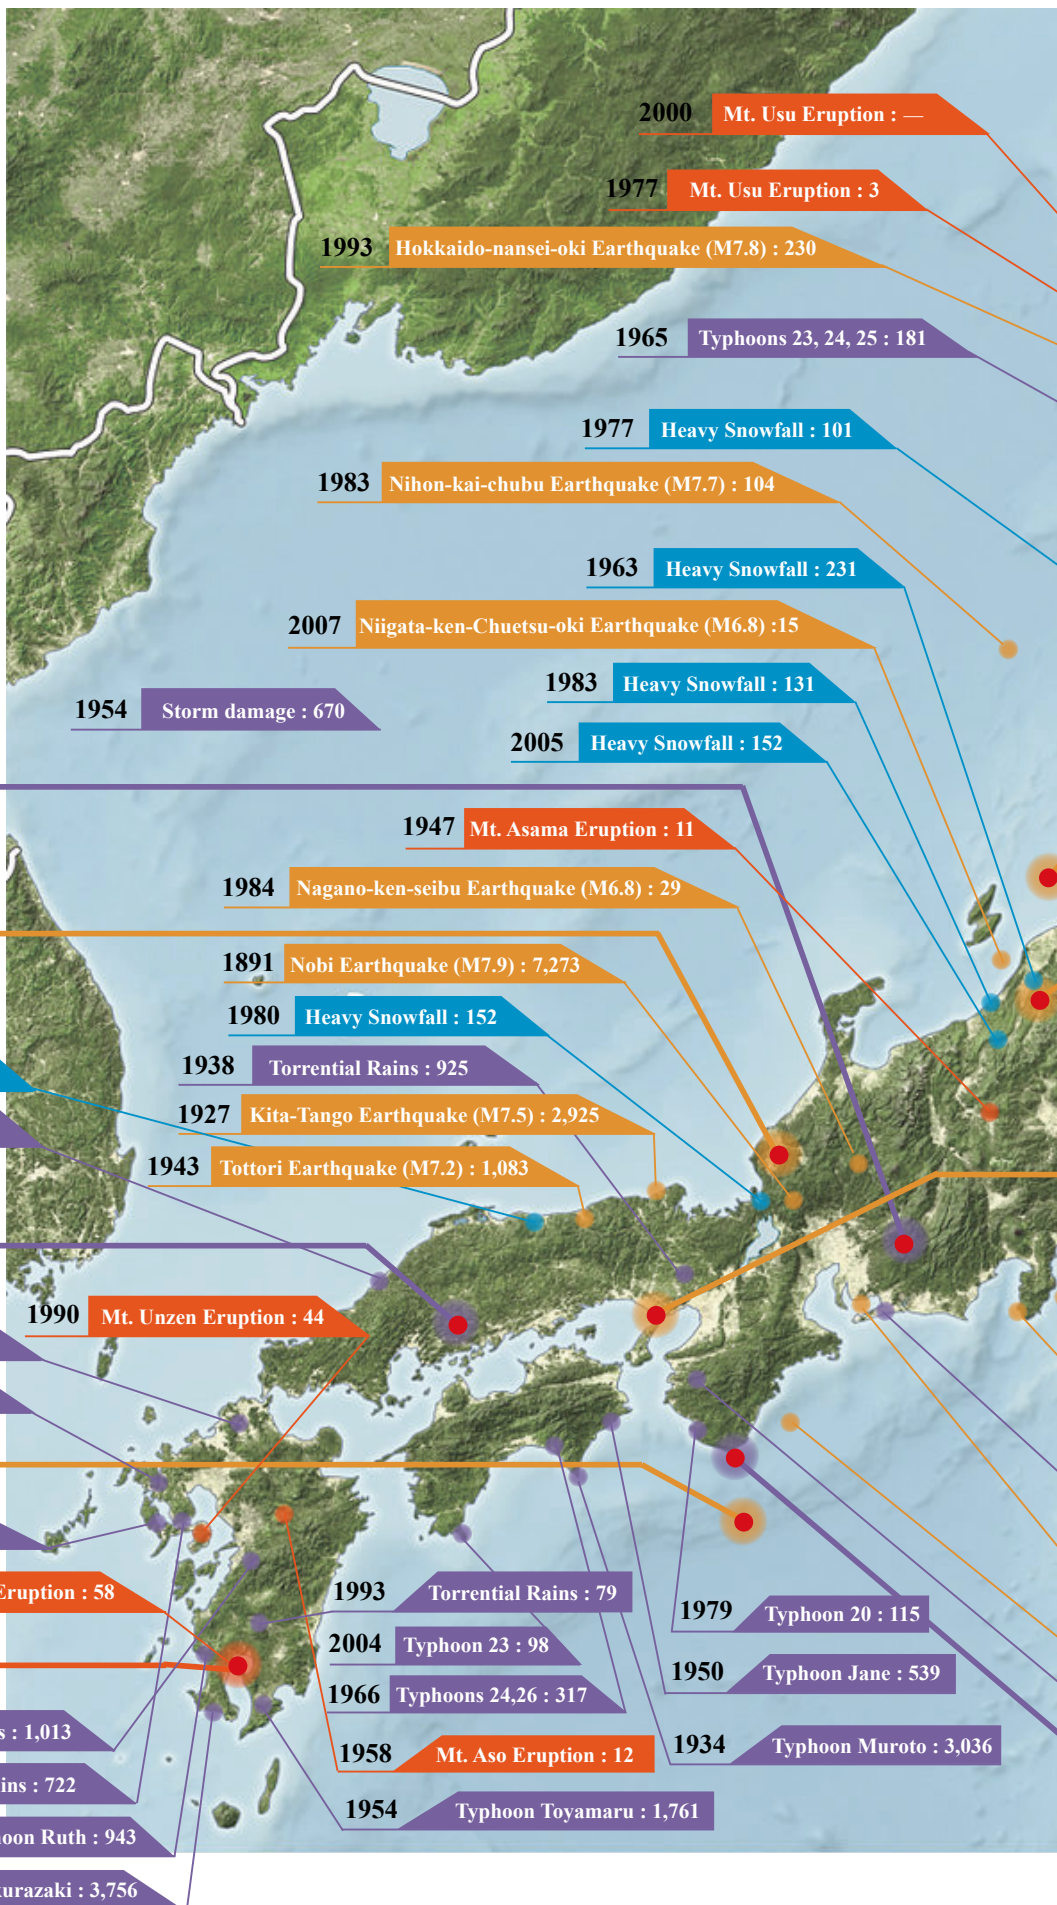 2000 Mt. Usu Eruption : —
1977 Mt. Usu Eruption : 3
1993 Hokkaido-nansei-oki Earthquake (M7.8) : 230
1965 Typhoons 23, 24, 25 : 181
1977 Heavy Snowfall : 101
1983 Nihon-kai-chubu Earthquake (M7.7) : 104
1963 Heavy Snowfall : 231
2007 Niigata-ken-Chuetsu-oki Earthquake (M6.8) :15
1983 Heavy Snowfall : 131
1954 Storm damage : 670
2005 Heavy Snowfall : 152
1947 Mt. Asama Eruption : 11
1984 Nagano-ken-seibu Earthquake (M6.8) : 29
1891 Nobi Earthquake (M7.9) : 7,273
1980 Heavy Snowfall : 152
1938 Torrential Rains : 925
1927 Kita-Tango Earthquake (M7.5) : 2,925
1943 Tottori Earthquake (M7.2) : 1,083
1990 Mt. Unzen Eruption : 44
Eruption : 58
1993 Torrential Rains : 79
1979 Typhoon 20 : 115
2004 Typhoon 23 : 98
1950 Typhoon Jane : 539
1966 Typhoons 24,26 : 317
s : 1,013
1934 Typhoon Muroto : 3,036
1958 Mt. Aso Eruption : 12
ins : 722
1954 Typhoon Toyamaru : 1,761
oon Ruth : 943
urazaki : 3,756